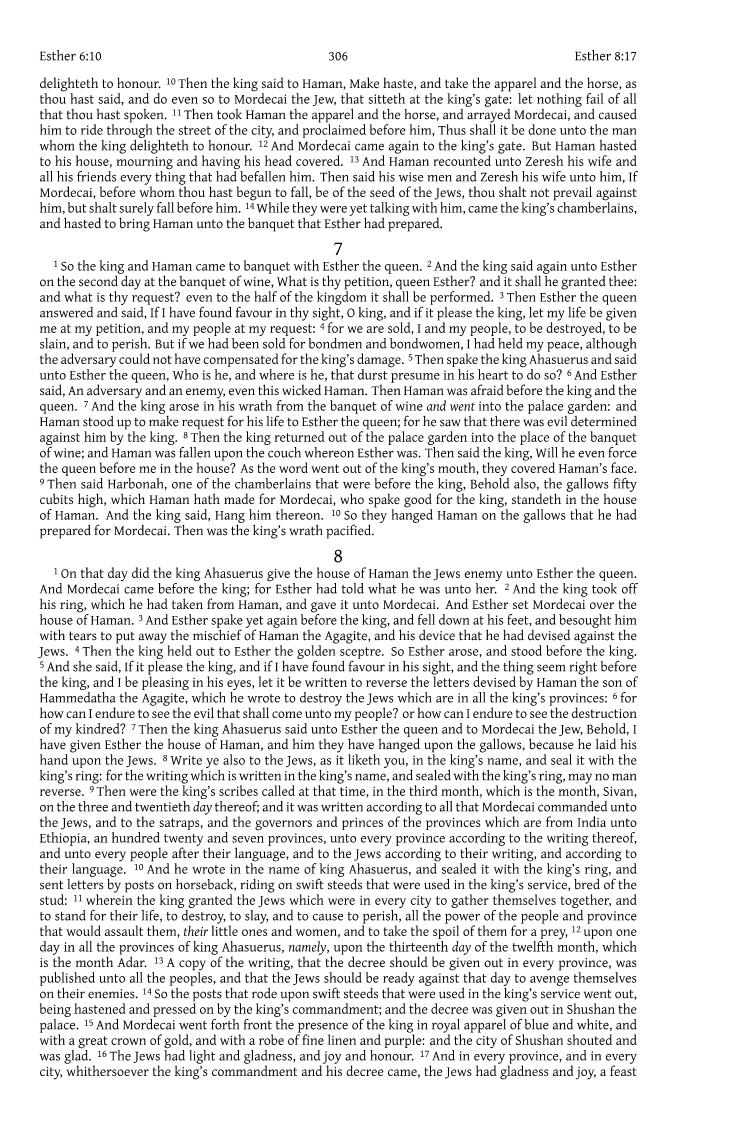 Esther 6:10 306 Esther 8:17
delighteth to honour. 10 Then the king said to Haman, Make haste, and take the apparel and the horse, as
thou hast said, and do even so to Mordecai the Jew, that sitteth at the king’s gate: let nothing fail of all
that thou hast spoken. 11 Then took Haman the apparel and the horse, and arrayed Mordecai, and caused
him to ride through the street of the city, and proclaimed before him, Thus shall it be done unto the man
whom the king delighteth to honour. 12 And Mordecai came again to the king’s gate. But Haman hasted
to his house, mourning and having his head covered. 13 And Haman recounted unto Zeresh his wife and
all his friends every thing that had befallen him. Then said his wise men and Zeresh his wife unto him, If
Mordecai, before whom thou hast begun to fall, be of the seed of the Jews, thou shalt not prevail against
him, but shalt surely fall before him. 14 While they were yet talking with him, came the king’s chamberlains,
and hasted to bring Haman unto the banquet that Esther had prepared.
7
1 So the king and Haman came to banquet with Esther the queen. 2 And the king said again unto Esther
on the second day at the banquet of wine, What is thy petition, queen Esther? and it shall be granted thee:
and what is thy request? even to the half of the kingdom it shall be performed. 3 Then Esther the queen
answered and said, If I have found favour in thy sight, O king, and if it please the king, let my life be given
me at my petition, and my people at my request: 4 for we are sold, I and my people, to be destroyed, to be
slain, and to perish. But if we had been sold for bondmen and bondwomen, I had held my peace, although
the adversary could not have compensated for the king’s damage. 5 Then spake the king Ahasuerus and said
unto Esther the queen, Who is he, and where is he, that durst presume in his heart to do so? 6 And Esther
said, An adversary and an enemy, even this wicked Haman. Then Haman was afraid before the king and the
queen. 7 And the king arose in his wrath from the banquet of wine and went into the palace garden: and
Haman stood up to make request for his life to Esther the queen; for he saw that there was evil determined
against him by the king. 8 Then the king returned out of the palace garden into the place of the banquet
of wine; and Haman was fallen upon the couch whereon Esther was. Then said the king, Will he even force
the queen before me in the house? As the word went out of the king’s mouth, they covered Haman’s face.
9 Then said Harbonah, one of the chamberlains that were before the king, Behold also, the gallows fifty
cubits high, which Haman hath made for Mordecai, who spake good for the king, standeth in the house
of Haman. And the king said, Hang him thereon. 10 So they hanged Haman on the gallows that he had
prepared for Mordecai. Then was the king’s wrath pacified.
8
1 On that day did the king Ahasuerus give the house of Haman the Jews enemy unto Esther the queen.
And Mordecai came before the king; for Esther had told what he was unto her. 2 And the king took off
his ring, which he had taken from Haman, and gave it unto Mordecai. And Esther set Mordecai over the
house of Haman. 3 And Esther spake yet again before the king, and fell down at his feet, and besought him
with tears to put away the mischief of Haman the Agagite, and his device that he had devised against the
Jews. 4 Then the king held out to Esther the golden sceptre. So Esther arose, and stood before the king.
5 And she said, If it please the king, and if I have found favour in his sight, and the thing seem right before
the king, and I be pleasing in his eyes, let it be written to reverse the letters devised by Haman the son of
Hammedatha the Agagite, which he wrote to destroy the Jews which are in all the king’s provinces: 6 for
how can I endure to see the evil that shall come unto my people? or how can I endure to see the destruction
of my kindred? 7 Then the king Ahasuerus said unto Esther the queen and to Mordecai the Jew, Behold, I
have given Esther the house of Haman, and him they have hanged upon the gallows, because he laid his
hand upon the Jews. 8 Write ye also to the Jews, as it liketh you, in the king’s name, and seal it with the
king’s ring: for the writing which is written in the king’s name, and sealed with the king’s ring, may no man
reverse. 9 Then were the king’s scribes called at that time, in the third month, which is the month, Sivan,
on the three and twentieth day thereof; and it was written according to all that Mordecai commanded unto
the Jews, and to the satraps, and the governors and princes of the provinces which are from India unto
Ethiopia, an hundred twenty and seven provinces, unto every province according to the writing thereof,
and unto every people after their language, and to the Jews according to their writing, and according to
their language. 10 And he wrote in the name of king Ahasuerus, and sealed it with the king’s ring, and
sent letters by posts on horseback, riding on swift steeds that were used in the king’s service, bred of the
stud: 11 wherein the king granted the Jews which were in every city to gather themselves together, and
to stand for their life, to destroy, to slay, and to cause to perish, all the power of the people and province
that would assault them, their little ones and women, and to take the spoil of them for a prey, 12 upon one
day in all the provinces of king Ahasuerus, namely, upon the thirteenth day of the twelfth month, which
is the month Adar. 13 A copy of the writing, that the decree should be given out in every province, was
published unto all the peoples, and that the Jews should be ready against that day to avenge themselves
on their enemies. 14 So the posts that rode upon swift steeds that were used in the king’s service went out,
being hastened and pressed on by the king’s commandment; and the decree was given out in Shushan the
palace. 15 And Mordecai went forth front the presence of the king in royal apparel of blue and white, and
with a great crown of gold, and with a robe of fine linen and purple: and the city of Shushan shouted and
was glad. 16 The Jews had light and gladness, and joy and honour. 17 And in every province, and in every
city, whithersoever the king’s commandment and his decree came, the Jews had gladness and joy, a feast